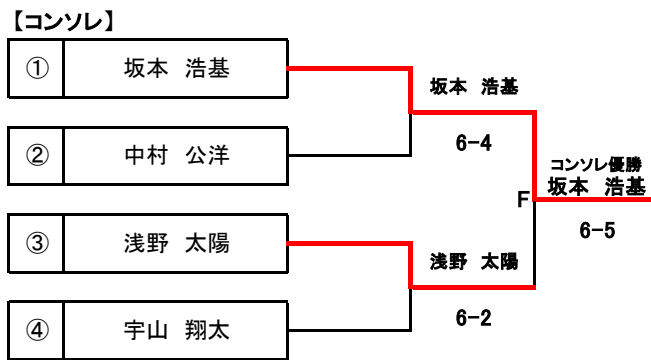 【コンソレ】
① 坂本 浩基
坂本 浩基
6-4
② 中村 公洋
コンソレ優勝
坂本 浩基
F
6-5
③ 浅野 太陽
浅野 太陽
6-2
④ 宇山 翔太